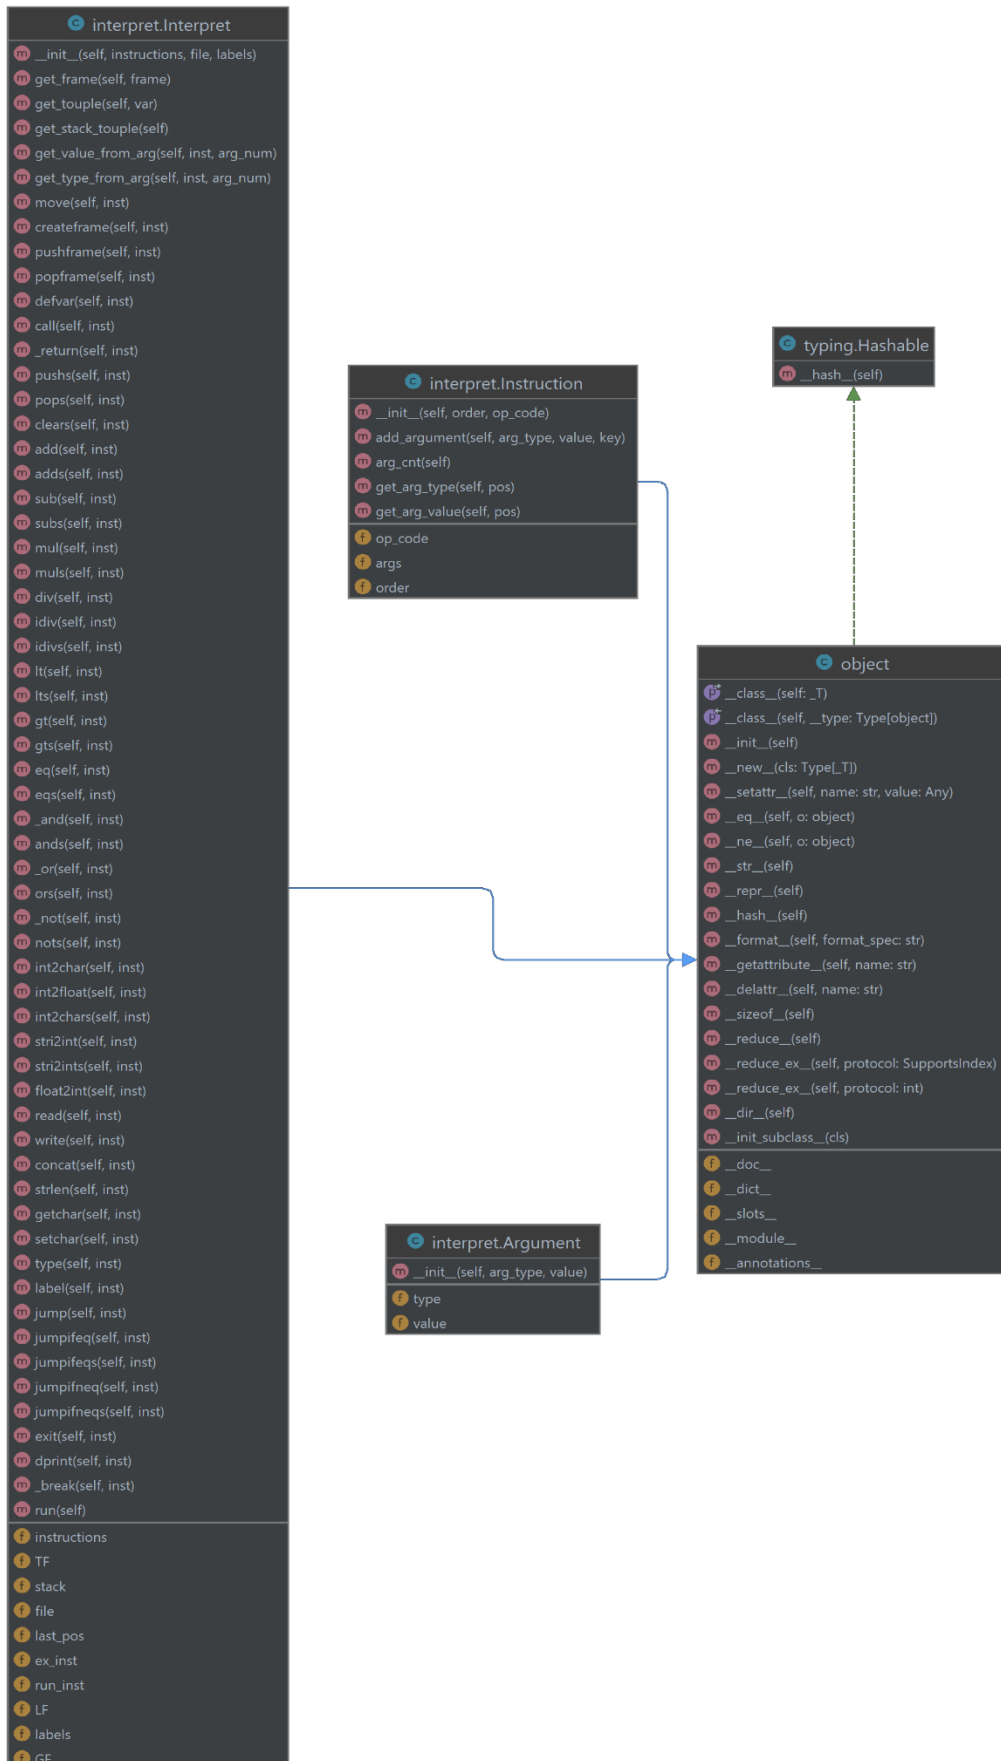 interpret.Interpret
__init__(self, instructions, file, labels)
get_frame(self, frame)
get_touple(self, var)
get_stack_touple(self)
get_value_from_arg(self, inst, arg_num)
get_type_from_arg(self, inst, arg_num)
move(self, inst)
createframe(self, inst)
pushframe(self, inst)
popframe(self, inst)
defvar(self, inst)
call(self, inst)
_return(self, inst)
pushs(self, inst)
pops(self, inst)
clears(self, inst)
add(self, inst)
adds(self, inst)
sub(self, inst)
subs(self, inst)
mul(self, inst)
muls(self, inst)
div(self, inst)
idiv(self, inst)
idivs(self, inst)
lt(self, inst)
lts(self, inst)
gt(self, inst)
gts(self, inst)
eq(self, inst)
eqs(self, inst)
_and(self, inst)
ands(self, inst)
_or(self, inst)
ors(self, inst)
_not(self, inst)
nots(self, inst)
int2char(self, inst)
int2float(self, inst)
int2chars(self, inst)
stri2int(self, inst)
stri2ints(self, inst)
float2int(self, inst)
read(self, inst)
write(self, inst)
concat(self, inst)
strlen(self, inst)
getchar(self, inst)
setchar(self, inst)
type(self, inst)
label(self, inst)
jump(self, inst)
jumpifeq(self, inst)
jumpifeqs(self, inst)
jumpifneq(self, inst)
jumpifneqs(self, inst)
exit(self, inst)
dprint(self, inst)
_break(self, inst)
run(self)
instructions
TF
stack
file
last_pos
ex_inst
run_inst
LF
labels
GF
interpret.Instruction
__init__(self, order, op_code)
add_argument(self, arg_type, value, key)
arg_cnt(self)
get_arg_type(self, pos)
get_arg_value(self, pos)
op_code
args
order
interpret.Argument
__init__(self, arg_type, value)
type
value
typing.Hashable
__hash__(self)
object
__class__(self: _T)
__class__(self, __type: Type[object])
__init__(self)
__new__(cls: Type[_T])
__setattr__(self, name: str, value: Any)
__eq__(self, o: object)
__ne__(self, o: object)
__str__(self)
__repr__(self)
__hash__(self)
__format__(self, format_spec: str)
__getattribute__(self, name: str)
__delattr__(self, name: str)
__sizeof__(self)
__reduce__(self)
__reduce_ex__(self, protocol: SupportsIndex)
__reduce_ex__(self, protocol: int)
__dir__(self)
__init_subclass__(cls)
__doc__
__dict__
__slots__
__module__
__annotations__